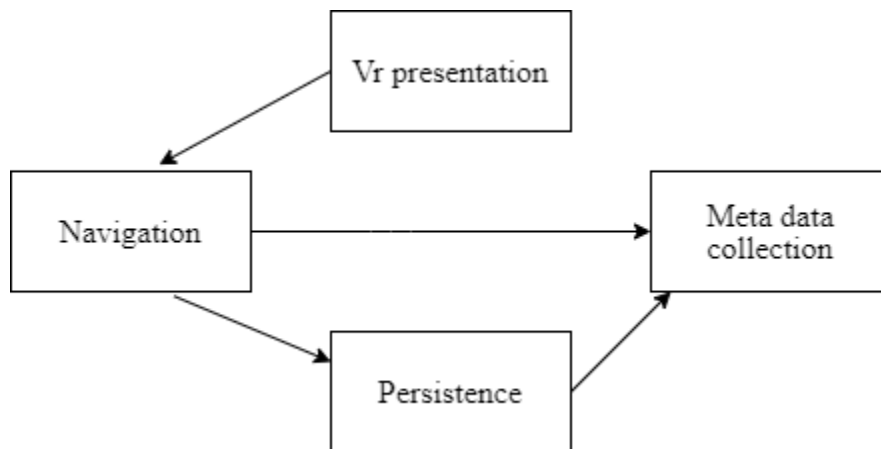 Vr presentation
Navigation
Meta data
collection
Persistence